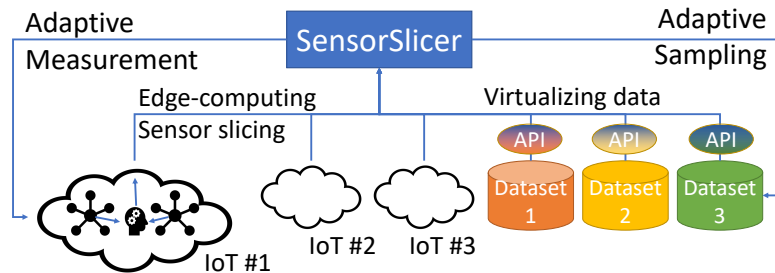 Adaptive
Measurement
SensorSlicer
Adaptive
Sampling
Edge-computing
Sensor slicing
Virtualizing data
API
API
API
Dataset
1
Dataset
2
Dataset
3
IoT #1
IoT #2
IoT #3